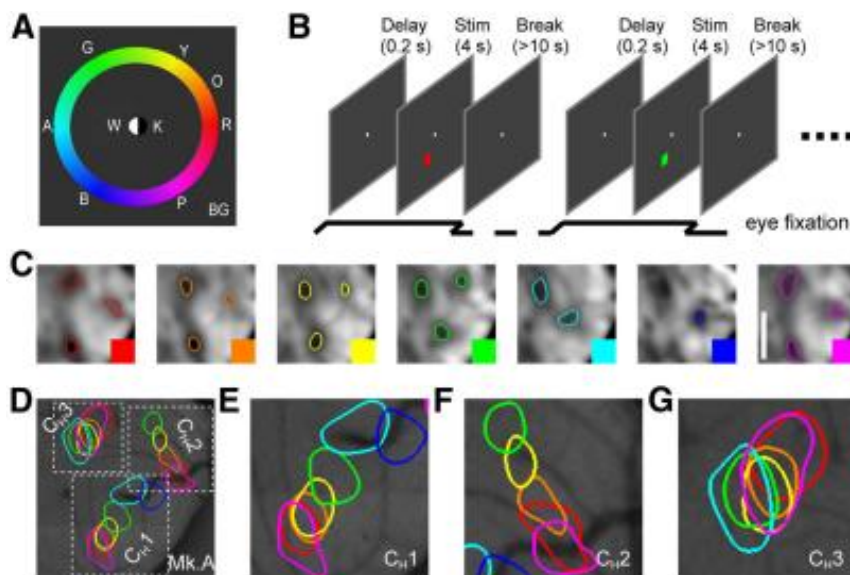 A
G
Y
O
A
W
K
R
B
P
BG
B
Delay
(0.2 s)
Stim
(4 s)
Break
(>10 s)
Delay
(0.2 s)
Stim
(4 s)
Break
(>10 s)
eye fixation
C
D
CH3
CH2
CH1
Mk.A
E
CH1
F
CH2
G
CH3